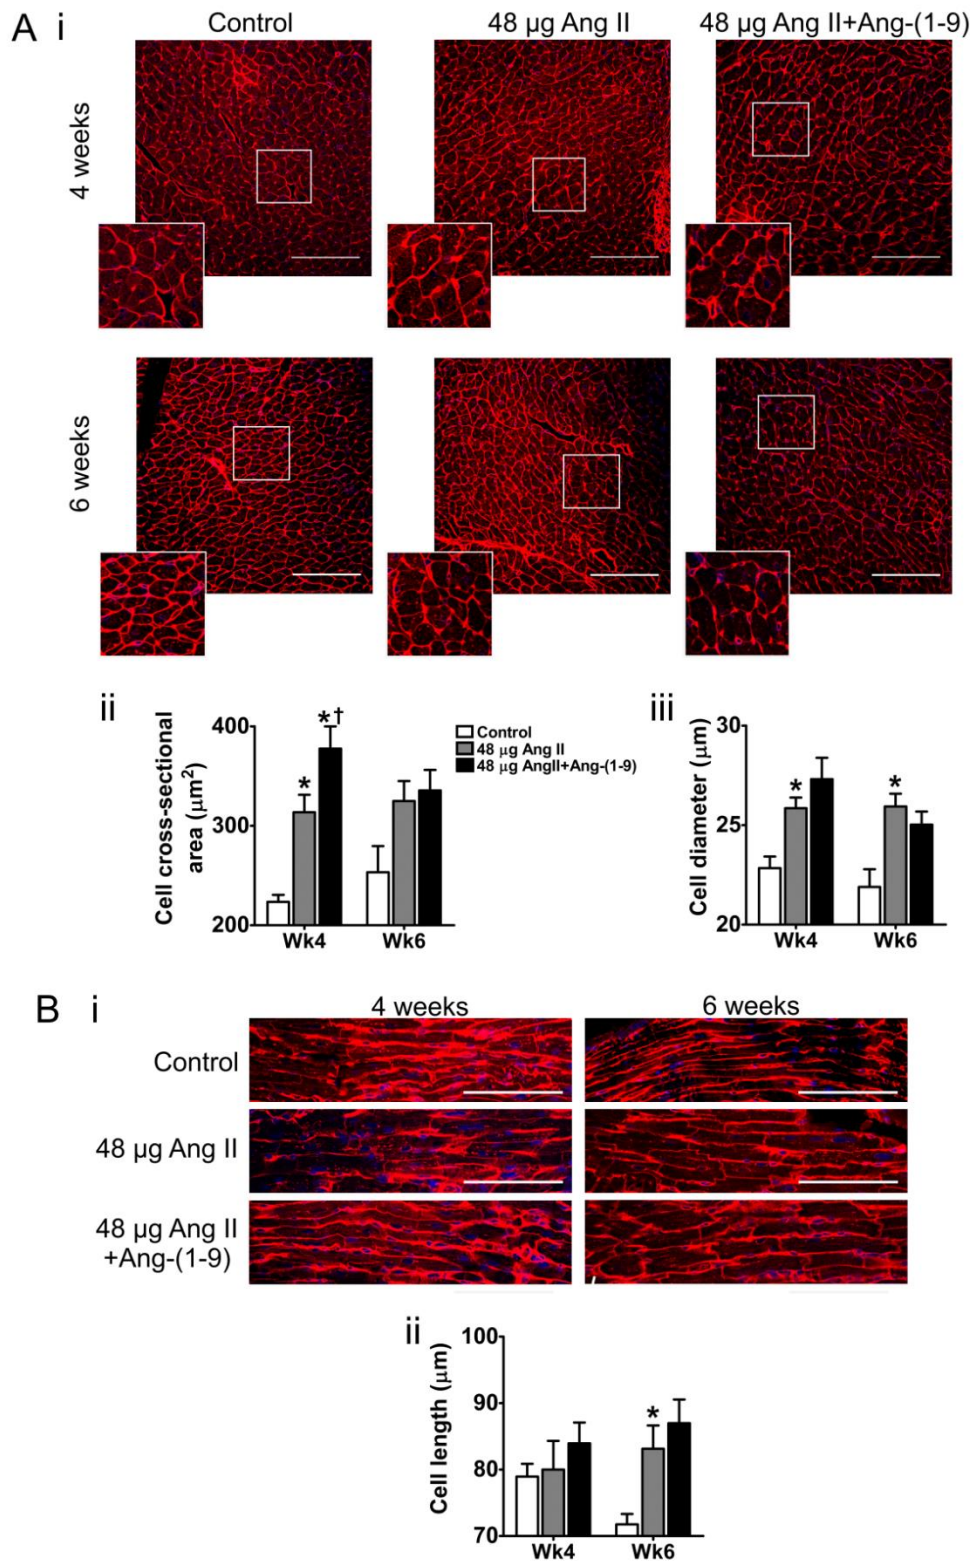 A i
Control
48 µg Ang II
48 µg Ang II+Ang-(1-9)
4 weeks
6 weeks
ii
Cell cross-sectional
area (µm²)
400
300
200
*
*†
Wk4
Wk6
Control
48 µg Ang II
48 µg AngII+Ang-(1-9)
iii
Cell diameter (µm)
30
25
20
*
*
Wk4
Wk6
B i
4 weeks
6 weeks
Control
48 µg Ang II
48 µg Ang II
+Ang-(1-9)
ii
Cell length (µm)
100
90
80
70
*
Wk4
Wk6